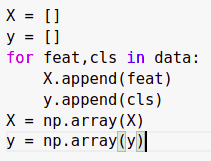 X = []
y = []
for feat,cls in data:
    X.append(feat)
    y.append(cls)
X = np.array(X)
y = np.array(y)